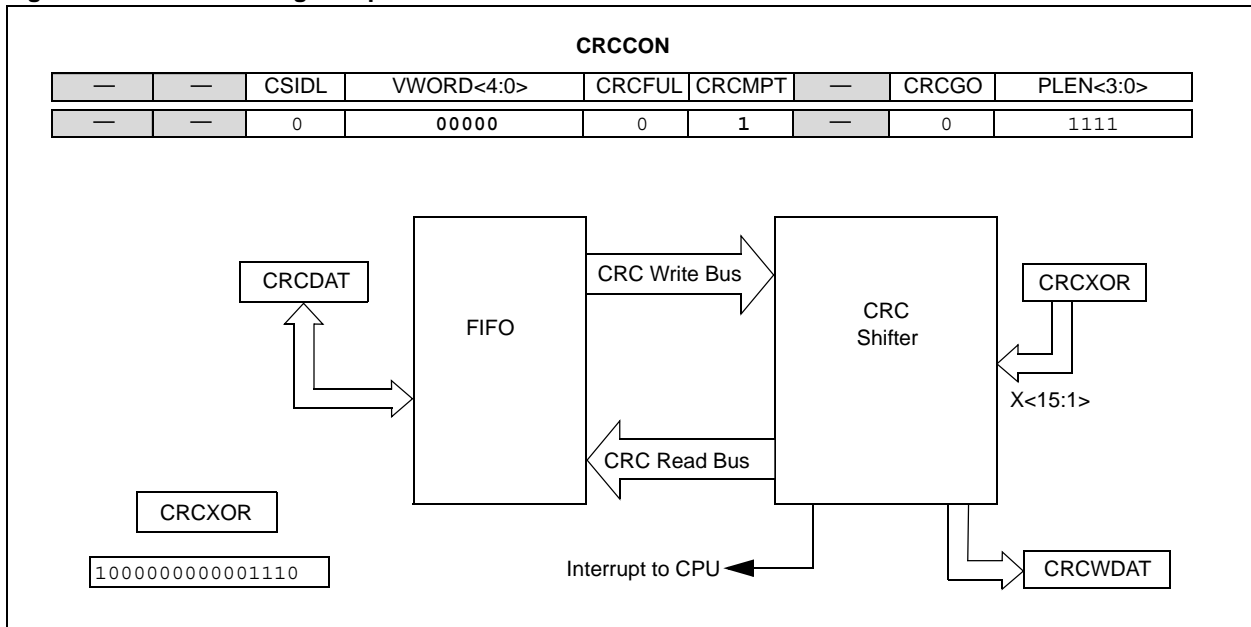 CRCCON
— — CSIDL VWORD<4:0> CRCFUL CRCMPT — CRCGO PLEN<3:0>
— — 0 00000 0 1 — 0 1111
CRC Write Bus
CRCDAT
CRCXOR
FIFO
CRC
Shifter
X<15:1>
CRC Read Bus
CRCXOR
Interrupt to CPU
CRCWDAT
1000000000001110